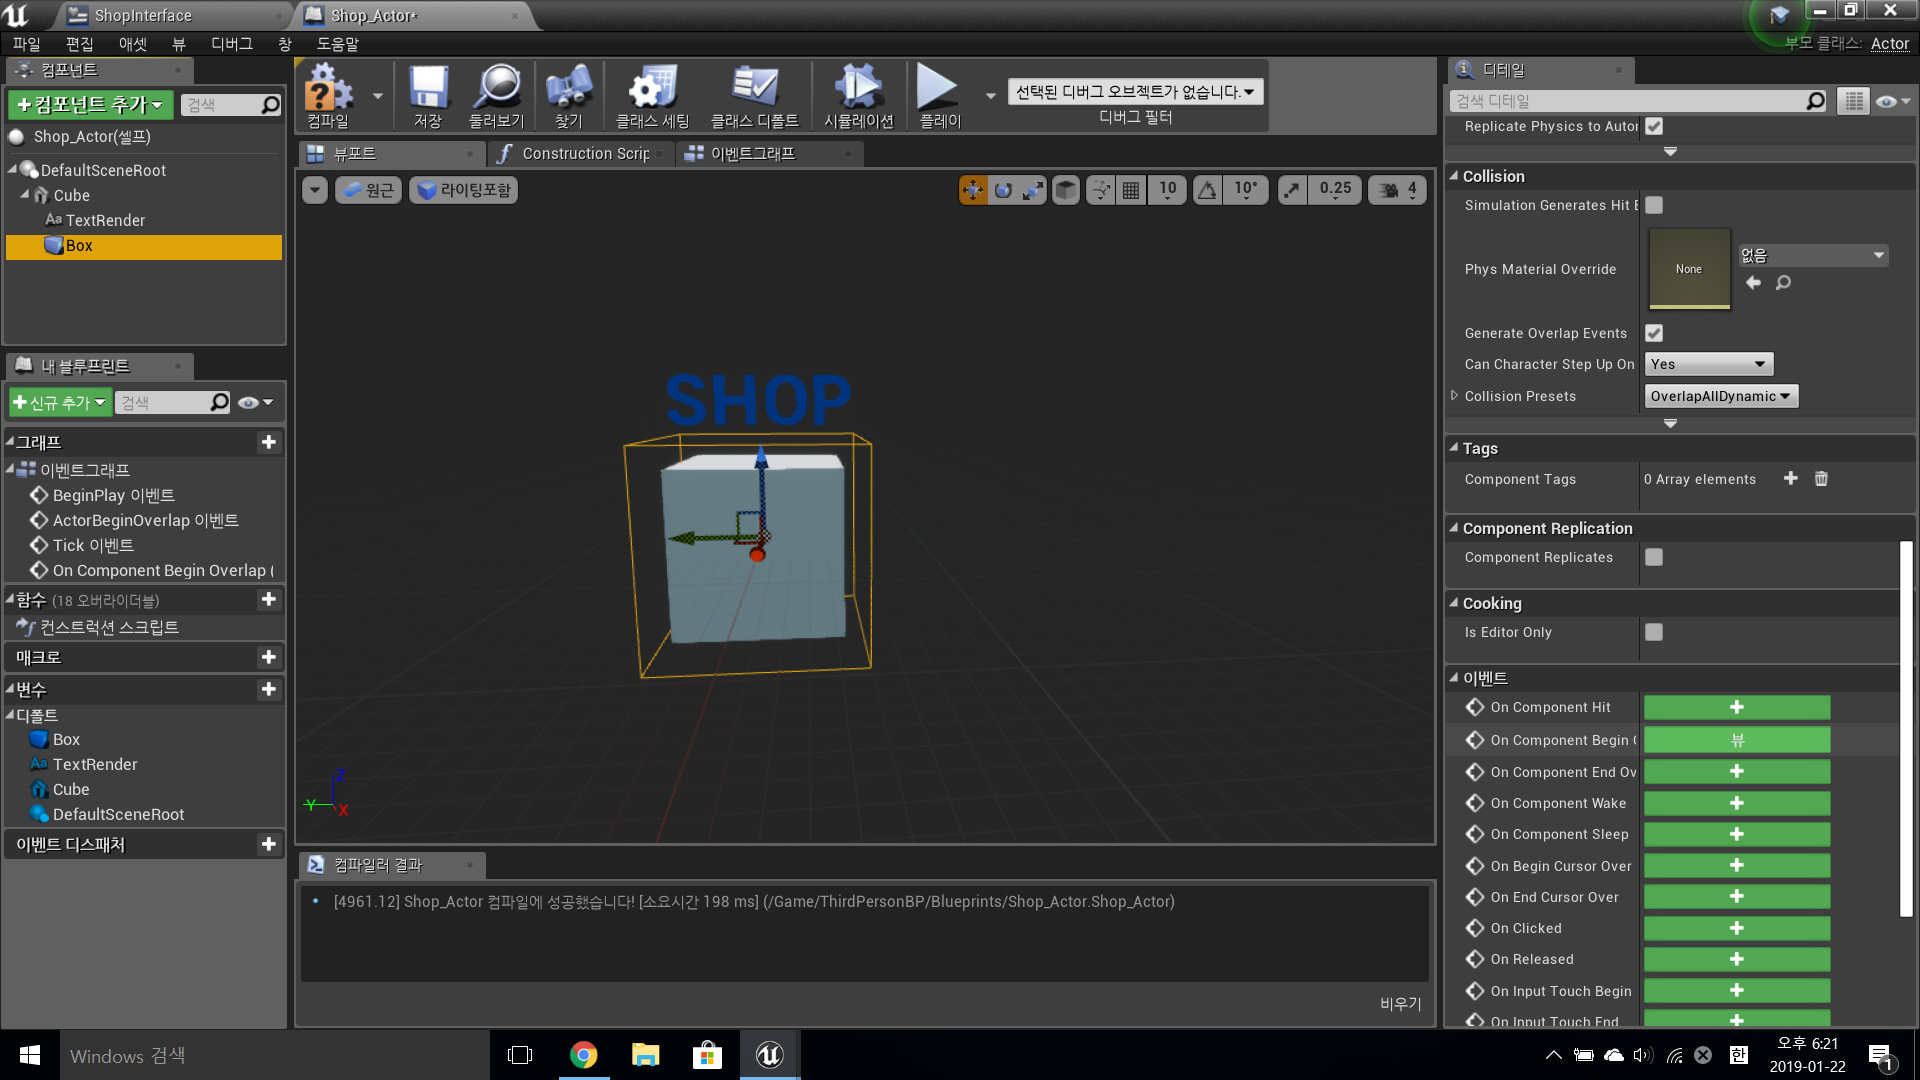 ShopInterface
Shop_Actor*
파일 편집 애셋 뷰 디버그 창 도움말
부모 클래스: Actor
컴포넌트
+컴포넌트 추가
검색
Shop_Actor(셀프)
DefaultSceneRoot
Cube
Aa TextRender
Box
내 블루프린트
+신규 추가
검색
그래프
이벤트그래프
BeginPlay 이벤트
ActorBeginOverlap 이벤트
Tick 이벤트
On Component Begin Overlap (
함수 (18 오버라이더블)
컨스트럭션 스크립트
매크로
변수
디폴트
Box
Aa TextRender
Cube
DefaultSceneRoot
이벤트 디스패처
컴파일
저장
둘러보기
찾기
클래스 세팅
클래스 디폴트
시뮬레이션
플레이
선택된 디버그 오브젝트가 없습니다.
디버그 필터
뷰포트
Construction Scrip
이벤트그래프
원근
라이팅포함
10
10°
0.25
4
SHOP
Z
Y
X
컴파일러 결과
[4961.12] Shop_Actor 컴파일에 성공했습니다! [소요시간 198 ms] (/Game/ThirdPersonBP/Blueprints/Shop_Actor.Shop_Actor)
비우기
디테일
검색 디테일
Replicate Physics to Autor
Collision
Simulation Generates Hit E
Phys Material Override
None
없음
Generate Overlap Events
Can Character Step Up On
Yes
Collision Presets
OverlapAllDynamic
Tags
Component Tags
0 Array elements
Component Replication
Component Replicates
Cooking
Is Editor Only
이벤트
On Component Hit
On Component Begin
뷰
On Component End Ov
On Component Wake
On Component Sleep
On Begin Cursor Over
On End Cursor Over
On Clicked
On Released
On Input Touch Begin
On Input Touch End
Windows 검색
한
오후 6:21
2019-01-22
1